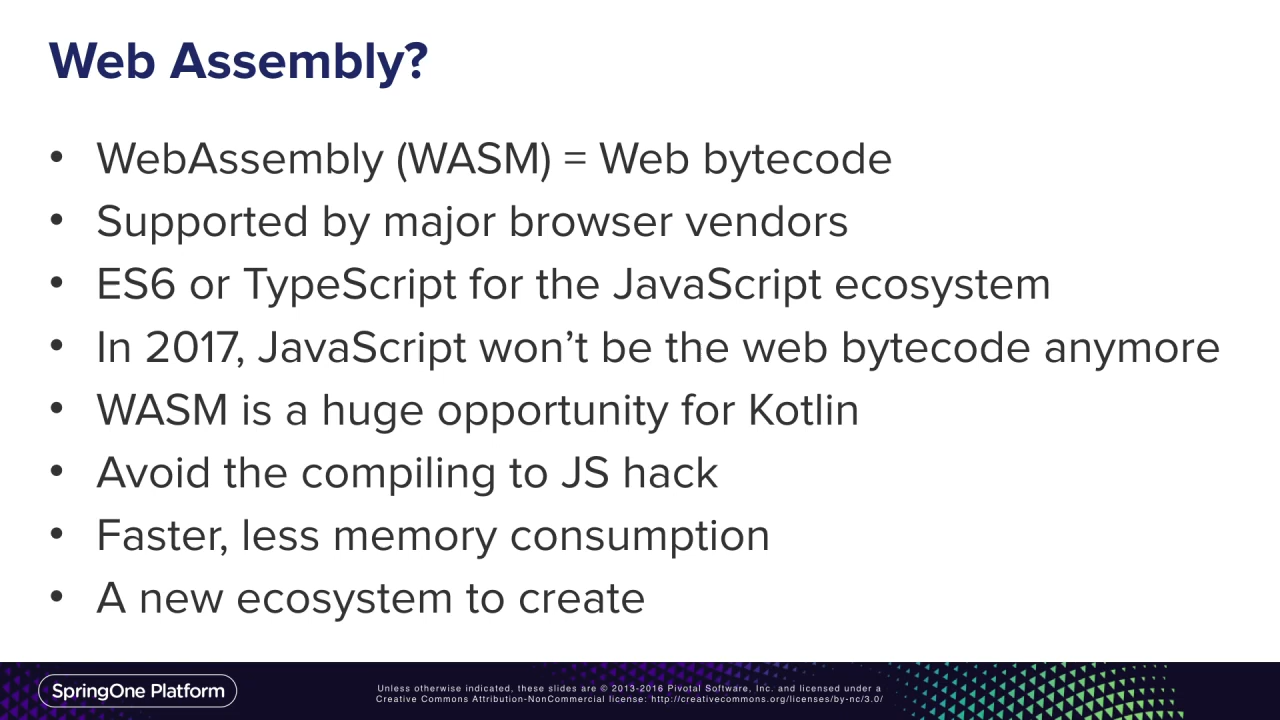 Web Assembly?
• WebAssembly (WASM) = Web bytecode
• Supported by major browser vendors
• ES6 or TypeScript for the JavaScript ecosystem
• In 2017, JavaScript won’t be the web bytecode anymore
• WASM is a huge opportunity for Kotlin
• Avoid the compiling to JS hack
• Faster, less memory consumption
• A new ecosystem to create
SpringOne Platform
Unless otherwise indicated, these slides are © 2013-2016 Pivotal Software, Inc. and licensed under a
Creative Commons Attribution-NonCommercial license: http://creativecommons.org/licenses/by-nc/3.0/